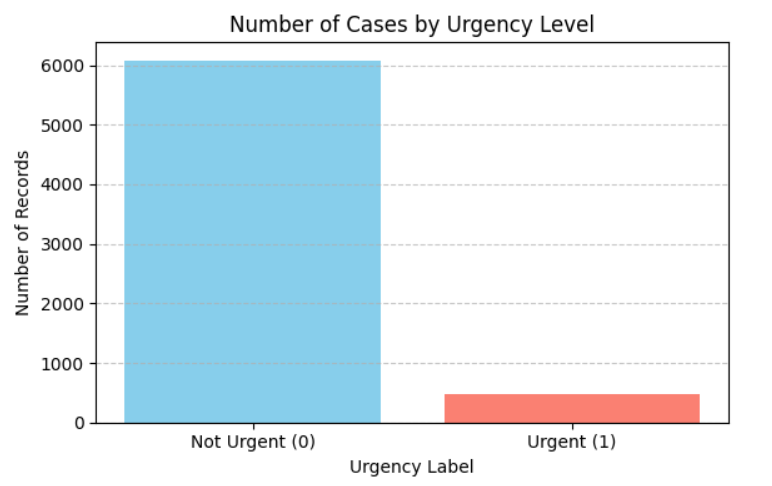 Number of Cases by Urgency Level
Number of Records
6000
5000
4000
3000
2000
1000
0
Not Urgent (0)
Urgent (1)
Urgency Label